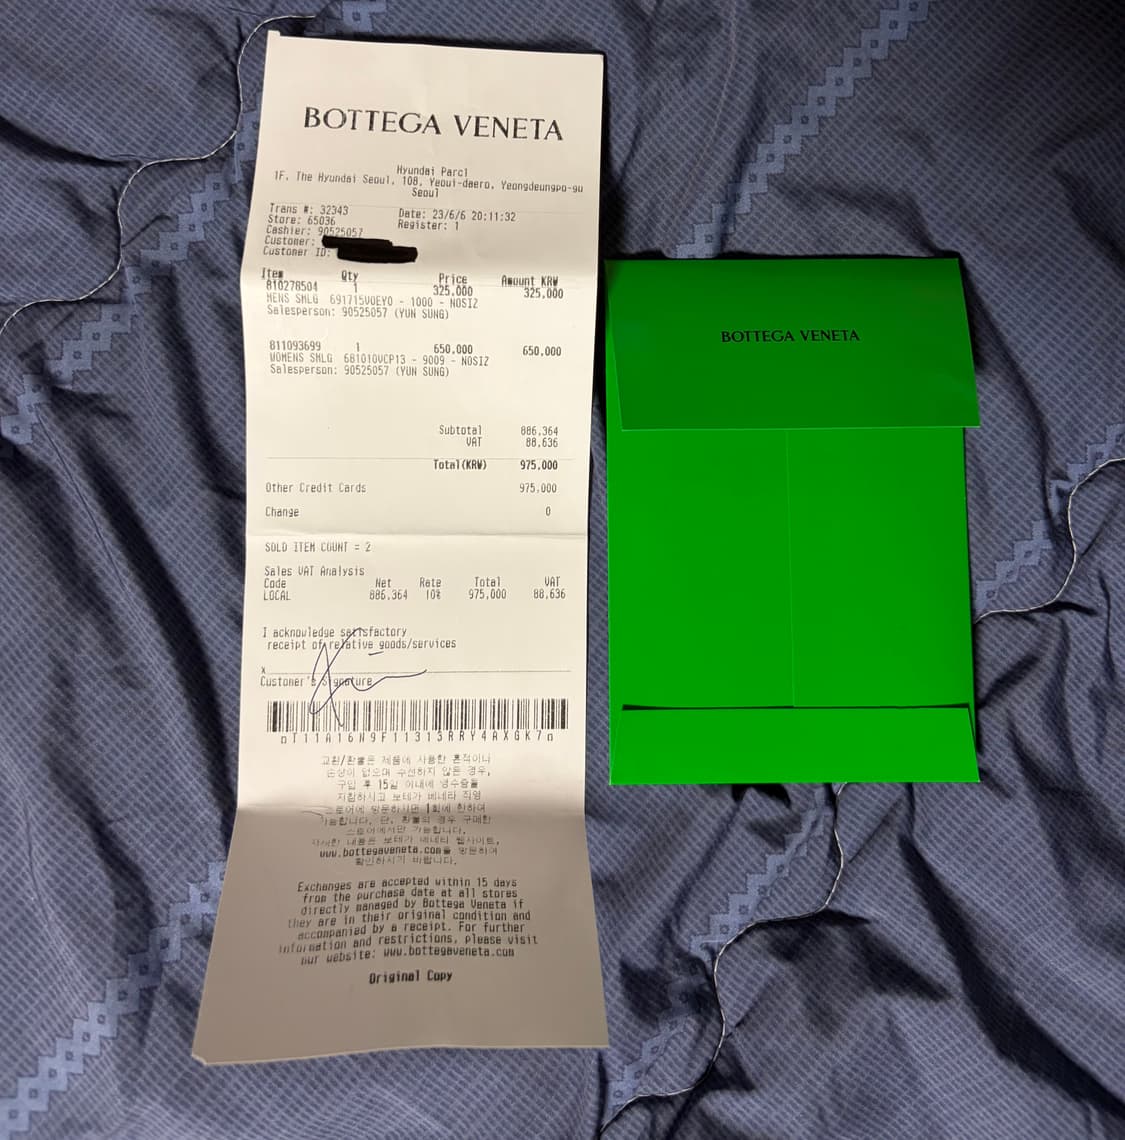 BOTTEGA VENETA
Hyundai Parc1
1F, The Hyundai Seoul, 108, Yeoui-daero, Yeongdeungpo-gu
Seoul
Trans #: 32343 Date: 23/6/6 20:11:32
Store: 65036 Register: 1
Cashier: 90525057
Customer:
Customer ID:
Item Qty Price Amount KRW
810278504 1 325,000 325,000
MENS SMLG 691715V0EY0 - 1000 - NOSIZ
Salesperson: 90525057 (YUN SUNG)
811093699 1 650,000 650,000
WOMENS SMLG 681010VCP13 - 9009 - NOSIZ
Salesperson: 90525057 (YUN SUNG)
Subtotal 886,364
VAT 88,636
Total(KRW) 975,000
Other Credit Cards 975,000
Change 0
SOLD ITEM COUNT = 2
Sales VAT Analysis
Code Net Rate Total VAT
LOCAL 886,364 10% 975,000 88,636
I acknowledge satisfactory
receipt of relative goods/services
x
Customer's Signature
nT11A16N9F11313RRY4AXGK7n
교환/환불은 제품에 사용한 흔적이나
손상이 없으며 수선하지 않은 경우,
구입 후 15일 이내에 영수증을
지참하시고 보테가 베네타 직영
스토어에 방문하시면 1회에 한하여
가능합니다. 단, 환불의 경우 구매한
스토어에서만 가능합니다.
자세한 내용은 보테가 베네타 웹사이트,
www.bottegaveneta.com을 방문하여
확인하시기 바랍니다.
Exchanges are accepted within 15 days
from the purchase date at all stores
directly managed by Bottega Veneta if
they are in their original condition and
accompanied by a receipt. For further
information and restrictions, please visit
our website: www.bottegaveneta.com
Original Copy
BOTTEGA VENETA